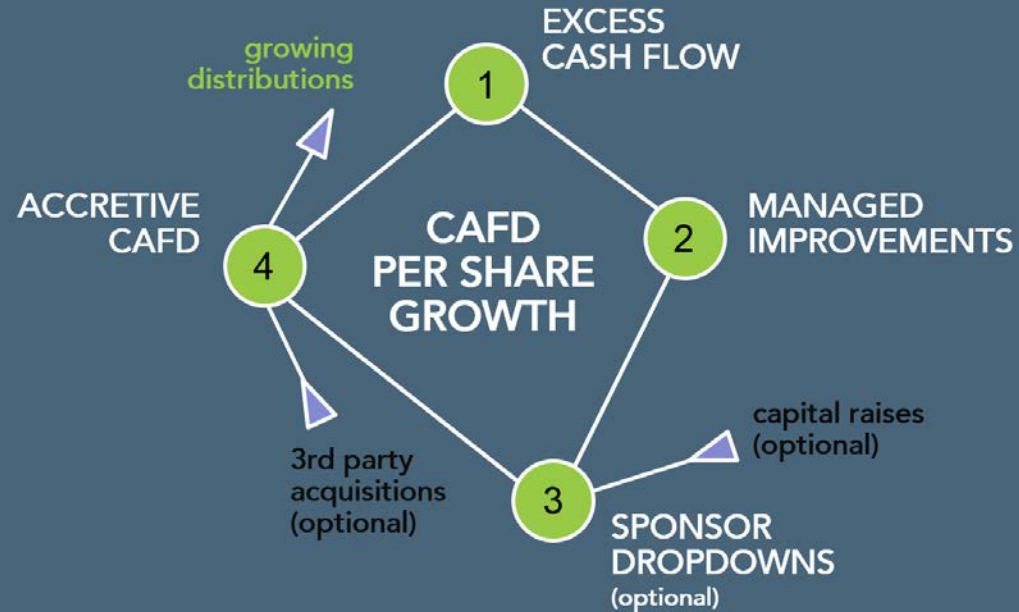 growing
distributions
1
EXCESS
CASH FLOW
ACCRETIVE
CAFD
4
CAFD
PER SHARE
GROWTH
2
MANAGED
IMPROVEMENTS
3rd party
acquisitions
(optional)
3
capital raises
(optional)
SPONSOR
DROPDOWNS
(optional)